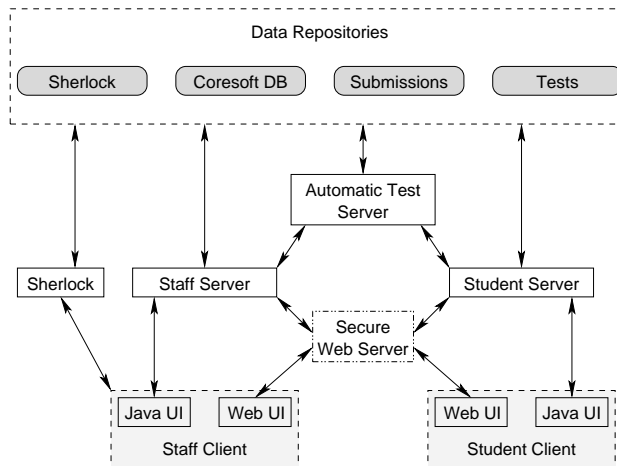 Data Repositories
Sherlock
Coresoft DB
Submissions
Tests
Automatic Test
Server
Sherlock
Staff Server
Student Server
Secure
Web Server
Java UI
Web UI
Web UI
Java UI
Staff Client
Student Client